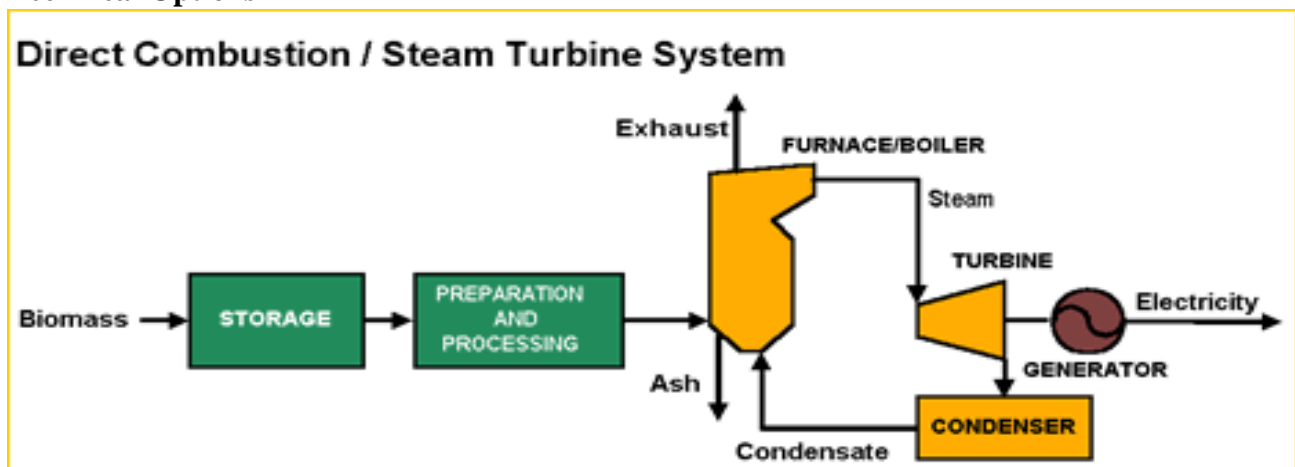 Direct Combustion / Steam Turbine System
Exhaust
FURNACE/BOILER
Steam
TURBINE
Biomass
STORAGE
PREPARATION
AND
PROCESSING
Electricity
GENERATOR
Ash
CONDENSER
Condensate